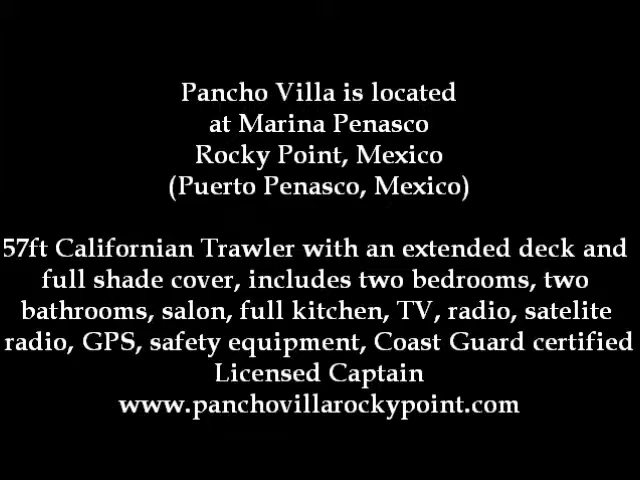 Pancho Villa is located
at Marina Penasco
Rocky Point, Mexico
(Puerto Penasco, Mexico)
57ft Californian Trawler with an extended deck and
full shade cover, includes two bedrooms, two
bathrooms, salon, full kitchen, TV, radio, satelite
radio, GPS, safety equipment, Coast Guard certified
Licensed Captain
www.panchovillarockypoint.com